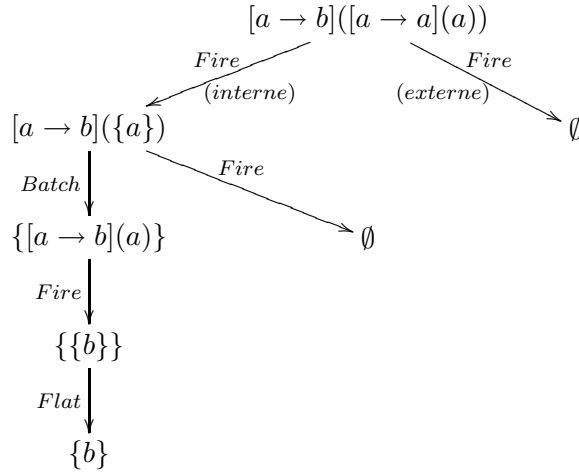 [a → b]([a → a](a))
Fire Fire
(interne) (externe)
[a → b]({a}) ∅
Batch Fire
{[a → b](a)} ∅
Fire
{{b}}
Flat
{b}